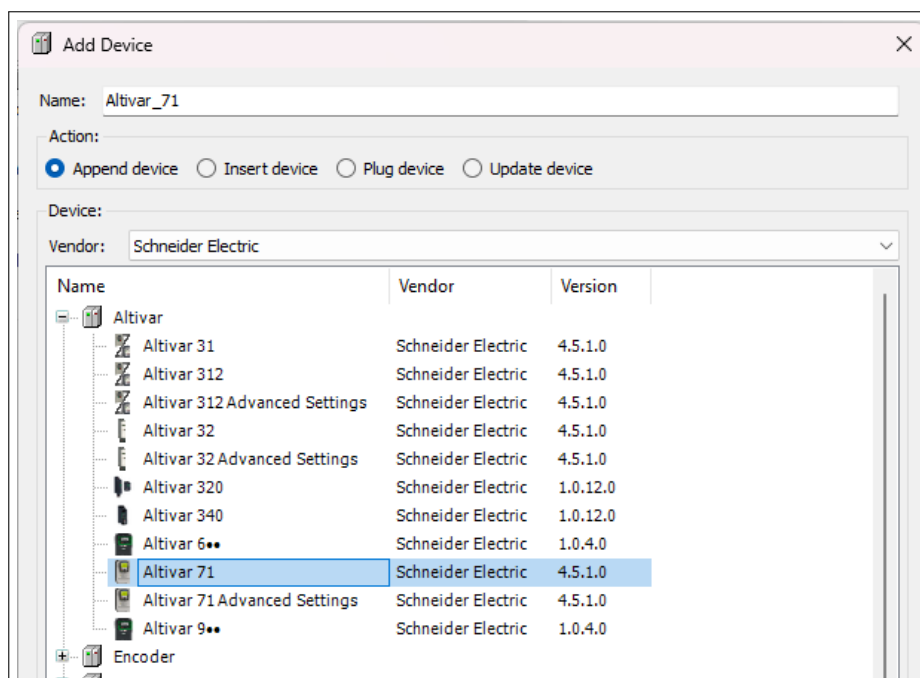 Add Device
Name: Altivar_71
Action:
Append device Insert device Plug device Update device
Device:
Vendor: Schneider Electric
Name Vendor Version
Altivar
Altivar 31 Schneider Electric 4.5.1.0
Altivar 312 Schneider Electric 4.5.1.0
Altivar 312 Advanced Settings Schneider Electric 4.5.1.0
Altivar 32 Schneider Electric 4.5.1.0
Altivar 32 Advanced Settings Schneider Electric 4.5.1.0
Altivar 320 Schneider Electric 1.0.12.0
Altivar 340 Schneider Electric 1.0.12.0
Altivar 6•• Schneider Electric 1.0.4.0
Altivar 71 Schneider Electric 4.5.1.0
Altivar 71 Advanced Settings Schneider Electric 4.5.1.0
Altivar 9•• Schneider Electric 1.0.4.0
Encoder